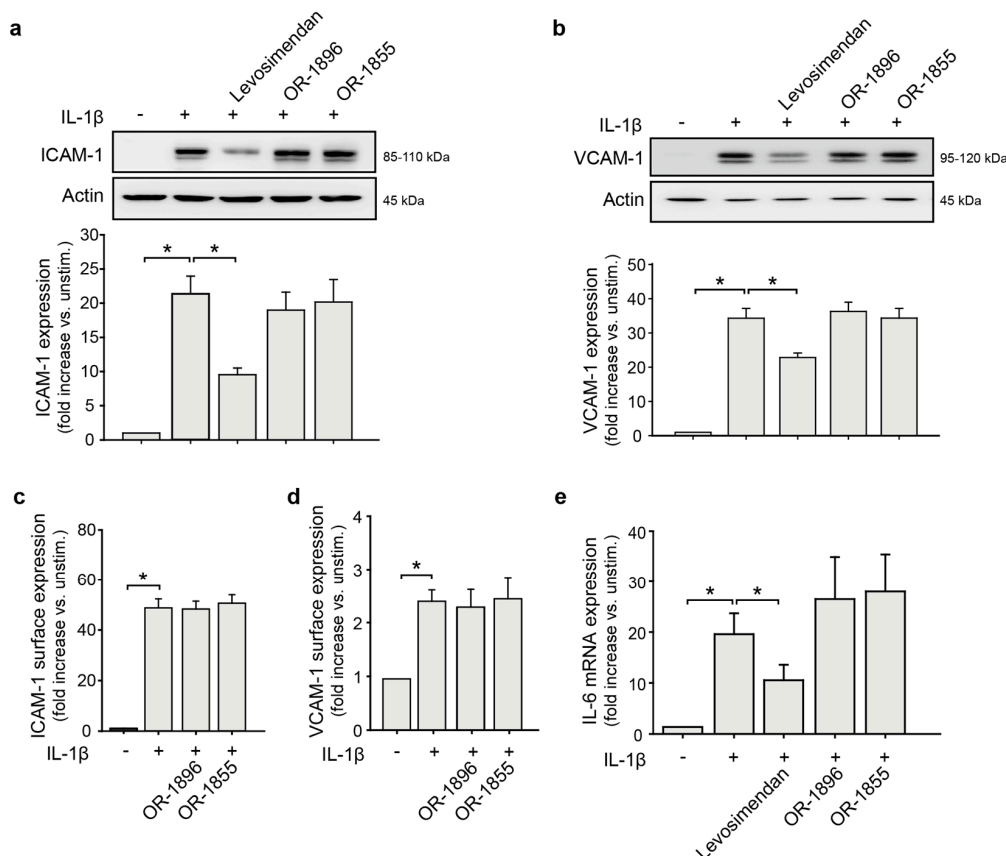 a
Levosimendan
OR-1896
OR-1855
IL-1β - + + + +
ICAM-1
85-110 kDa
Actin
45 kDa
ICAM-1 expression
(fold increase vs. unstim.)
30
25
20
15
10
5
0
* *
b
Levosimendan
OR-1896
OR-1855
IL-1β - + + + +
VCAM-1
95-120 kDa
Actin
45 kDa
VCAM-1 expression
(fold increase vs. unstim.)
50
40
30
20
10
0
* *
c
ICAM-1 surface expression
(fold increase vs. unstim.)
80
60
40
20
0
*
IL-1β - + + +
OR-1896
OR-1855
d
VCAM-1 surface expression
(fold increase vs. unstim.)
4
3
2
1
0
*
IL-1β - + + +
OR-1896
OR-1855
e
IL-6 mRNA expression
(fold increase vs. unstim.)
40
30
20
10
0
* *
IL-1β - + + + +
Levosimendan
OR-1896
OR-1855